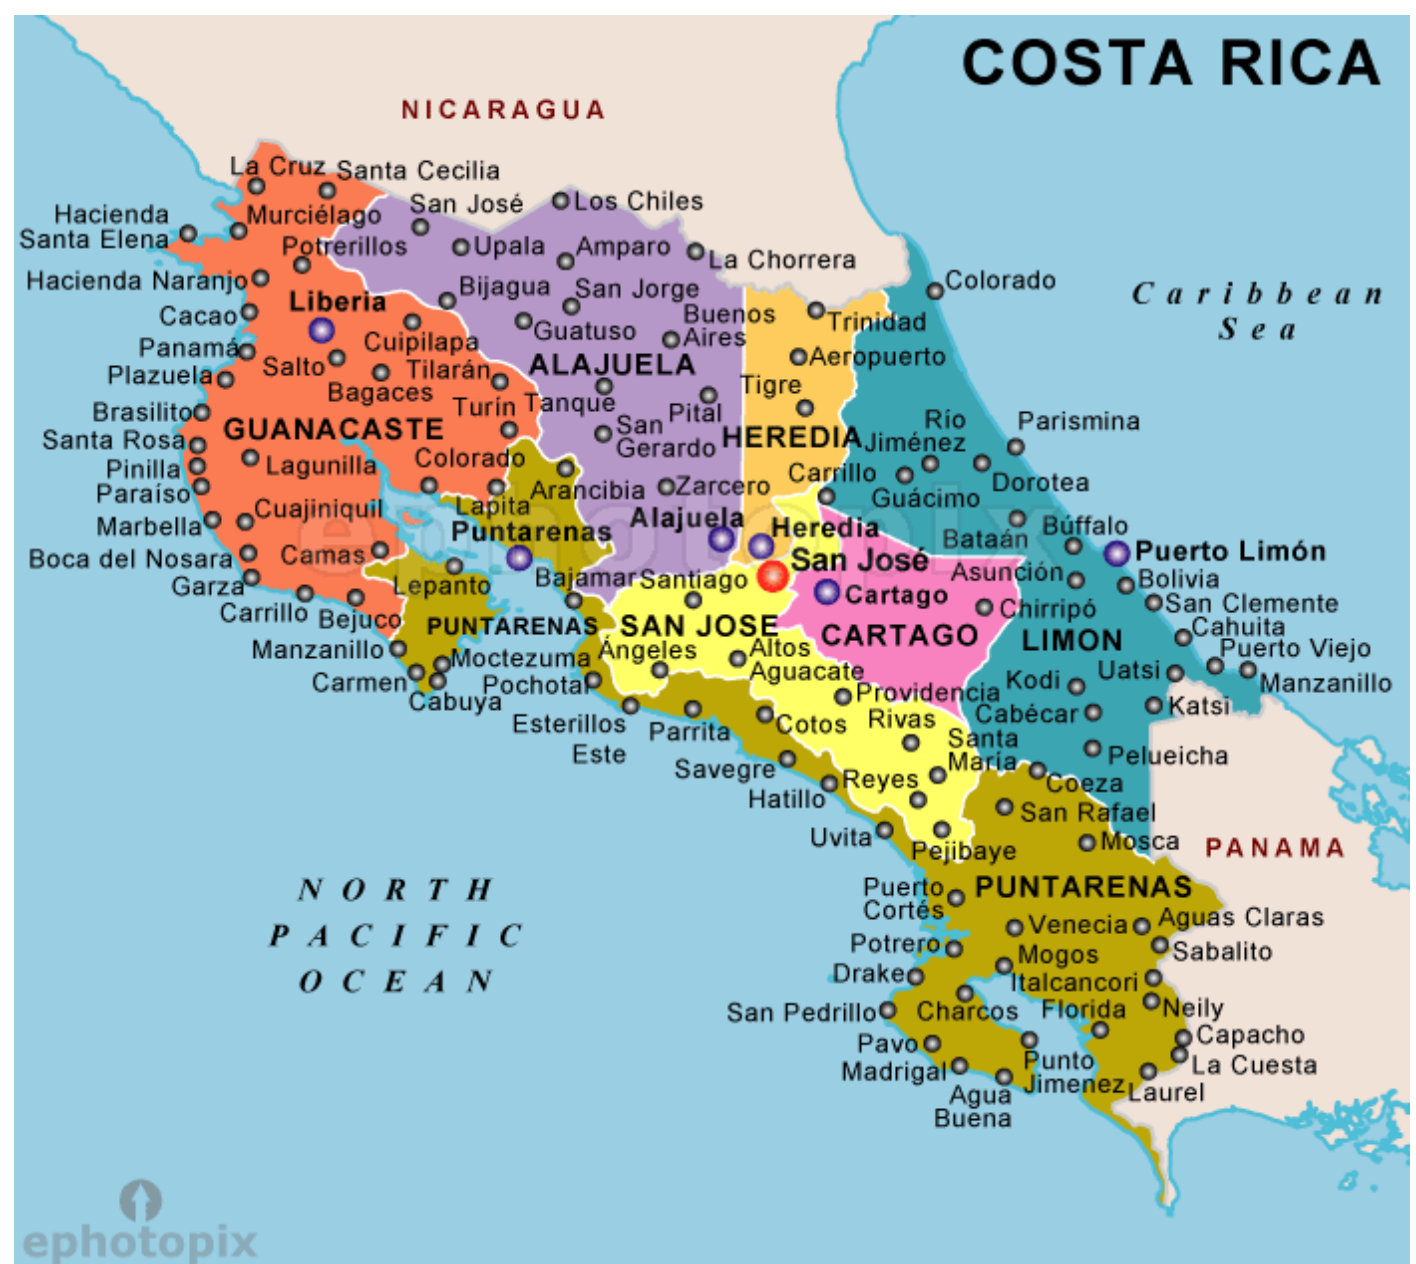 COSTA RICA
NICARAGUA
La Cruz
Santa Cecilia
Hacienda
Santa Elena
Murciélago
San José
Los Chiles
Potrerillos
Upala
Amparo
La Chorrera
Hacienda Naranjo
Colorado
Caribbean
Sea
Liberia
Bijagua
San Jorge
Cacao
Guatuso
Buenos
Aires
Trinidad
Panamá
Cuipilapa
Salto
Plazuela
Bagaces
Tilarán
ALAJUELA
Aeropuerto
Tigre
Brasilito
Turín
Tanque
Pital
GUANACASTE
San
Gerardo
HEREDIA
Río
Jiménez
Parismina
Santa Rosa
Pinilla
Lagunilla
Colorado
Carrillo
Guácimo
Dorotea
Paraíso
Lapita
Arancibia
Zarcero
Marbella
Cuajiniquil
ephotopix
Puntarenas
Alajuela
Heredia
Bataán
Búffalo
Boca del Nosara
Camas
San José
Puerto Limón
Garza
Lepanto
Bajamar
Santiago
Asunción
Bolivia
Carrillo
Bejuco
Cartago
Chirripó
San Clemente
PUNTARENAS
SAN JOSE
CARTAGO
LIMON
Cahuita
Manzanillo
Moctezuma
Ángeles
Altos
Aguacate
Puerto Viejo
Carmen
Cabuya
Pochotal
Providencia
Kodi
Uatsi
Manzanillo
Esterillos
Este
Parrita
Cotos
Rivas
Cabécar
Katsi
Santa
María
Pelueicha
Savegre
Hatillo
Reyes
Coeza
San Rafael
Uvita
Pejibaye
Mosca
PANAMA
NORTH
PACIFIC
OCEAN
Puerto
Cortés
PUNTARENAS
Venecia
Aguas Claras
Potrero
Mogos
Sabalito
Drake
Italcancori
San Pedrillo
Charcos
Florida
Neily
Pavo
Capacho
Madrigal
Punto
Jimenez
La Cuesta
Agua
Buena
Laurel
ephotopix